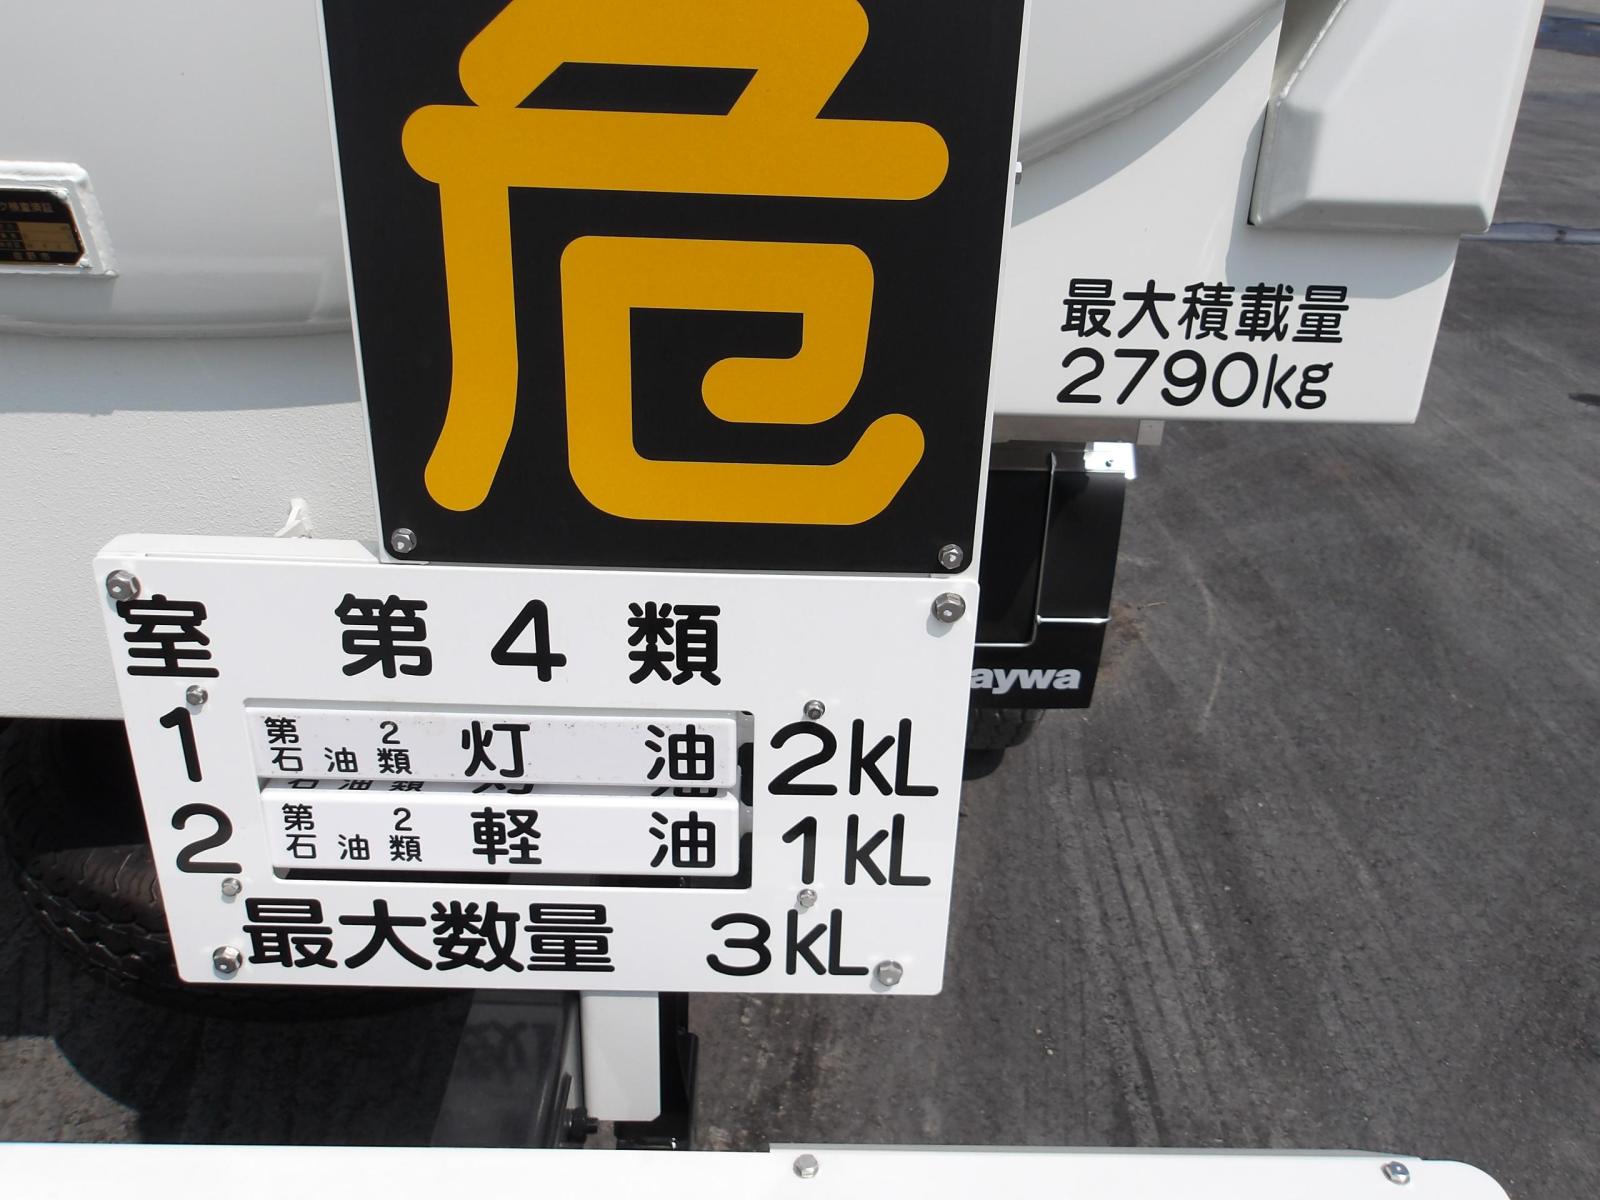 危
最大積載量
2790kg
室 第4類
1 第2石油類 灯油 2kL
2 第2石油類 軽油 1kL
最大数量 3kL
aywa